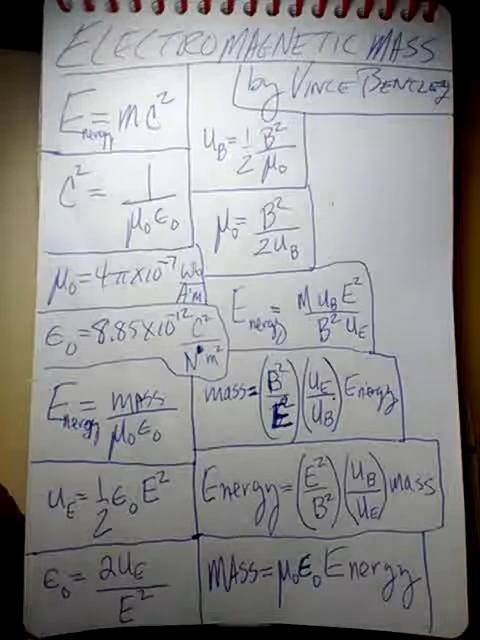 ELECTROMAGNETIC MASS
by VINCE BENTLEY
Energy = mc²
c² = 1/μ₀ε₀
μ₀ = 4π×10⁻⁷ Wb/A·m
ε₀ = 8.85×10⁻¹² C²/N·m²
Energy = MASS/μ₀ε₀
u_E = 1/2 ε₀E²
ε₀ = 2u_E/E²
u_B = 1/2 B²/μ₀
μ₀ = B²/2u_B
Energy = M u_B E²/B² u_E
mass = (B²/E²)(u_E/u_B) Energy
Energy = (E²/B²)(u_B/u_E) mass
MASS = μ₀ε₀ Energy